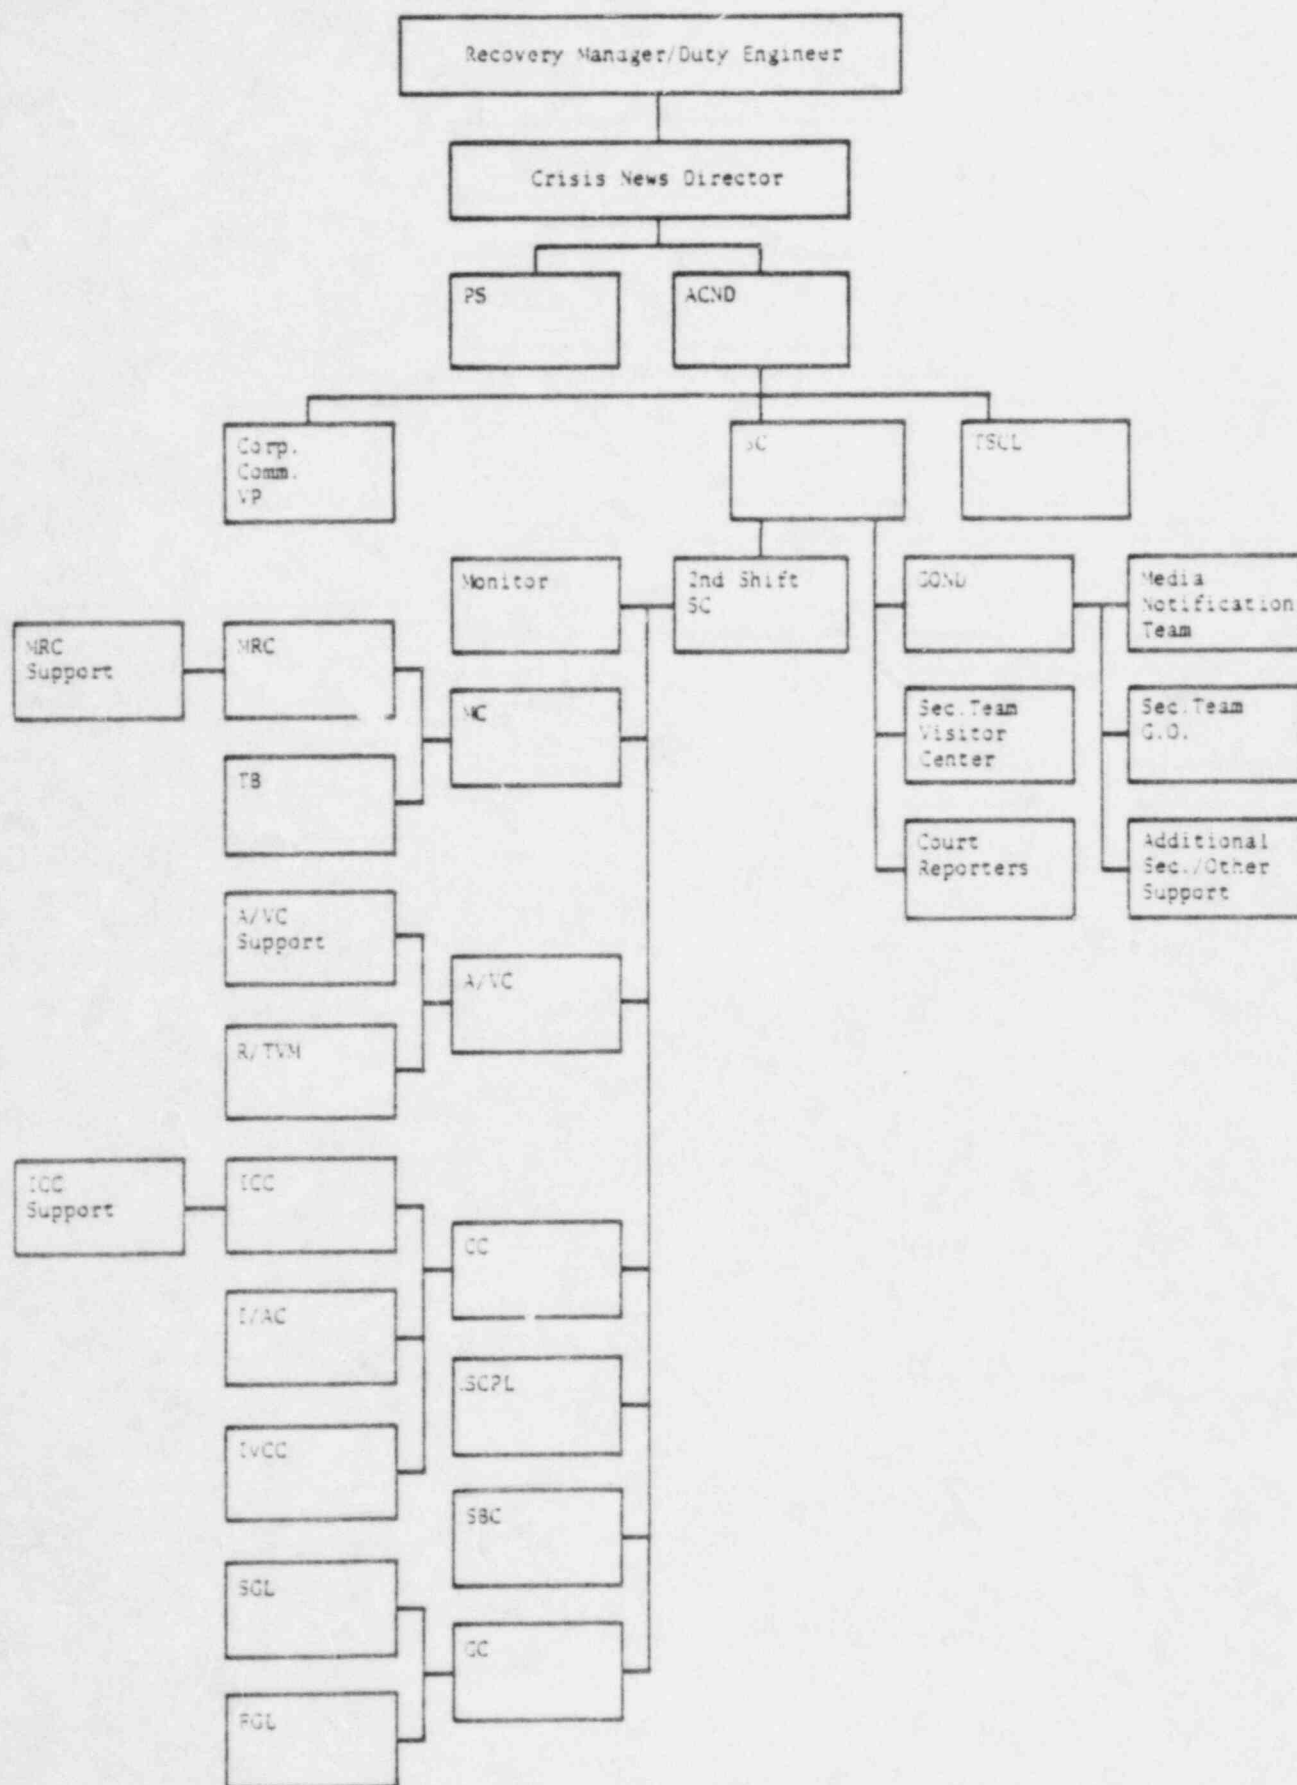 Recovery Manager/Duty Engineer
Crisis News Director
PS
ACND
Corp.
Comm.
VP
SC
TSCL
Monitor
2nd Shift
SC
GOND
Media
Notification
Team
MRC
Support
MRC
MC
Sec.Team
Visitor
Center
Sec.Team
G.O.
TB
Court
Reporters
Additional
Sec./Other
Support
A/VC
Support
A/VC
R/TVM
ICC
Support
ICC
CC
I/AC
SCPL
IVCC
SBC
SGL
GC
FGL